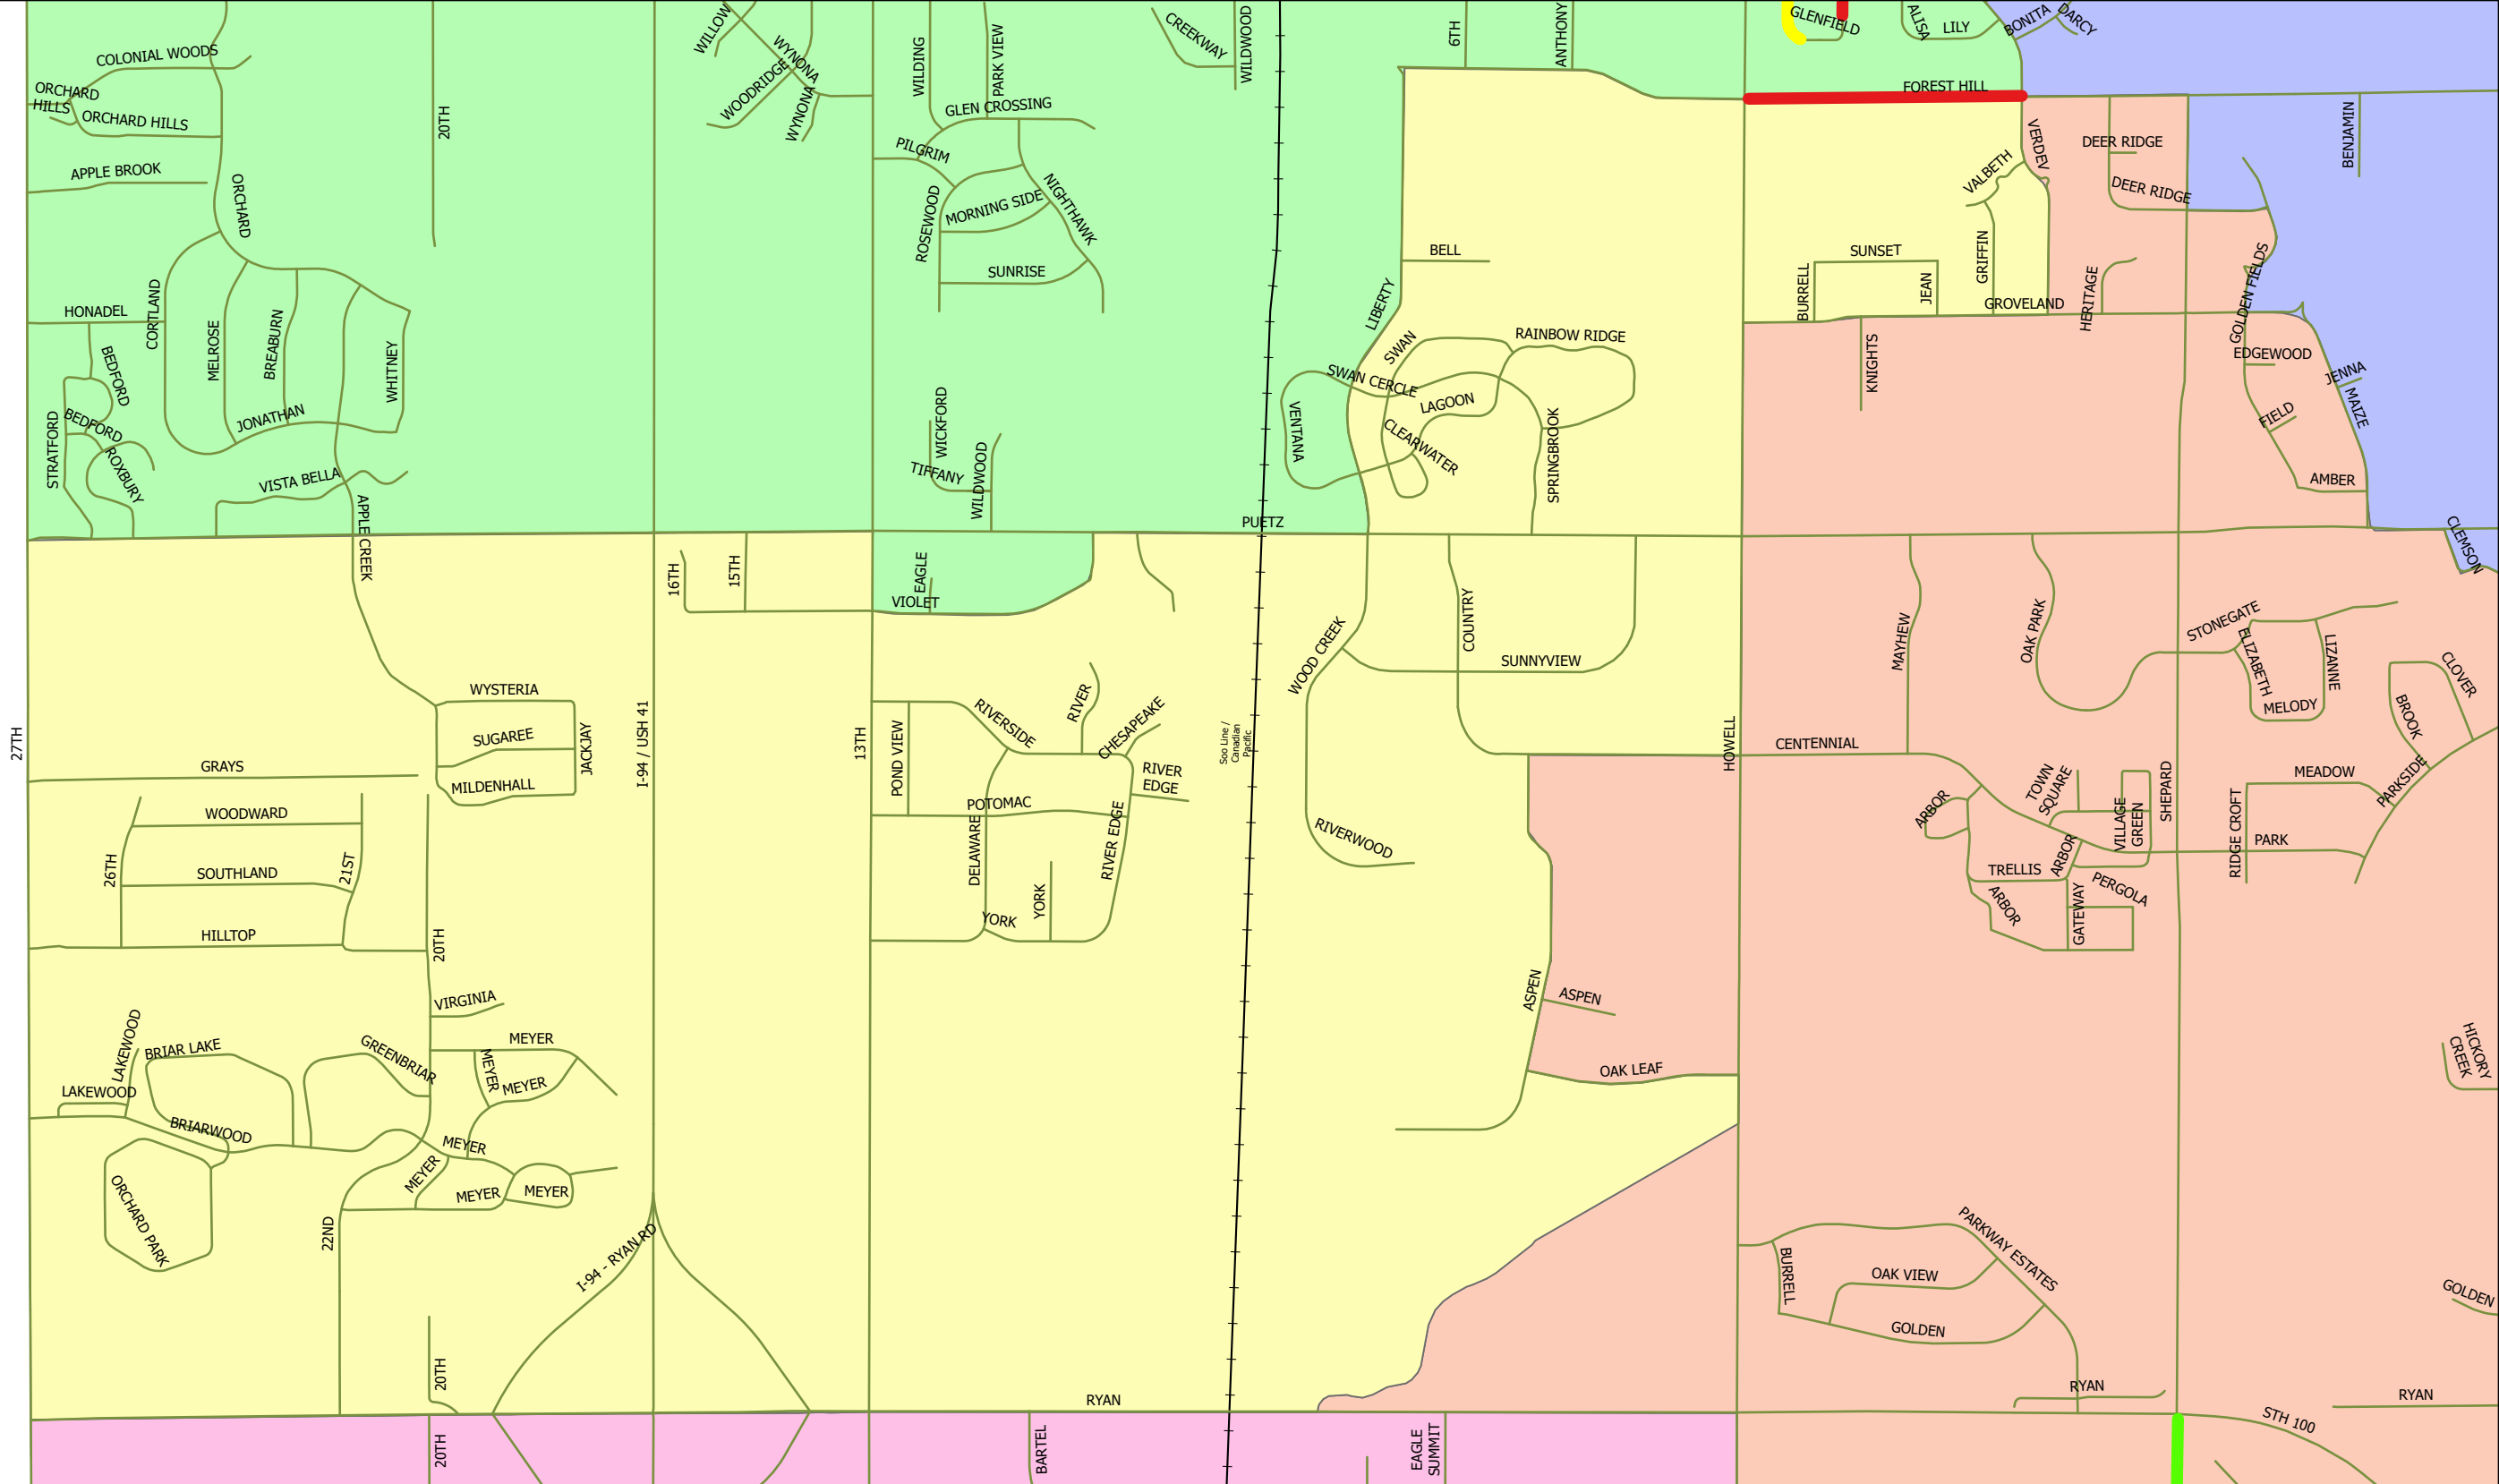 COLONIAL WOODS
ORCHARD
HILLS
ORCHARD HILLS
APPLE BROOK
ORCHARD
20TH
WILLOW
WYNONA
WOODRIDGE
WYNONA
WILDING
PARK VIEW
GLEN CROSSING
PILGRIM
ROSEWOOD
MORNING SIDE
NIGHTHAWK
SUNRISE
CREEKWAY
WILDWOOD
6TH
ANTHONY
GLENFIELD
ALISA
LILY
BONITA
DARCY
FOREST HILL
VERDEV
DEER RIDGE
DEER RIDGE
BENJAMIN
VALBETH
GRIFFIN
SUNSET
BURRELL
JEAN
GROVELAND
HERITAGE
GOLDEN FIELDS
BELL
LIBERTY
HONADEL
CORTLAND
MELROSE
BREABURN
WHITNEY
BEDFORD
BEDFORD
STRATFORD
ROXBURY
JONATHAN
VISTA BELLA
APPLE CREEK
WICKFORD
TIFFANY
WILDWOOD
SWAN
RAINBOW RIDGE
SWAN CERCLE
LAGOON
VENTANA
CLEARWATER
SPRINGBROOK
KNIGHTS
EDGEWOOD
JENNA
MAIZE
FIELD
AMBER
PUETZ
CLEMSON
16TH
15TH
EAGLE
VIOLET
COUNTRY
WOOD CREEK
SUNNYVIEW
MAYHEW
OAK PARK
STONEGATE
ELIZABETH
LIZANNE
MELODY
CLOVER
BROOK
WYSTERIA
SUGAREE
JACKJAY
MILDENHALL
27TH
GRAYS
I-94 / USH 41
13TH
POND VIEW
RIVERSIDE
RIVER
CHESAPEAKE
RIVER
EDGE
POTOMAC
DELAWARE
RIVER EDGE
YORK
YORK
Soo Line /
Canadian
Pacific
RIVERWOOD
HOWELL
CENTENNIAL
TOWN
SQUARE
ARBOR
VILLAGE
GREEN
SHEPARD
MEADOW
PARKSIDE
RIDGE CROFT
PARK
ARBOR
TRELLIS
PERGOLA
ARBOR
GATEWAY
WOODWARD
26TH
SOUTHLAND
21ST
HILLTOP
20TH
VIRGINIA
ASPEN
ASPEN
OAK LEAF
HICKORY
CREEK
LAKEWOOD
BRIAR LAKE
LAKEWOOD
GREENBRIAR
MEYER
MEYER
MEYER
BRIARWOOD
MEYER
MEYER
MEYER
MEYER
ORCHARD PARK
22ND
I-94 - RYAN RD
PARKWAY ESTATES
BURRELL
OAK VIEW
GOLDEN
GOLDEN
20TH
RYAN
RYAN
RYAN
STH 100
20TH
BARTEL
EAGLE
SUMMIT